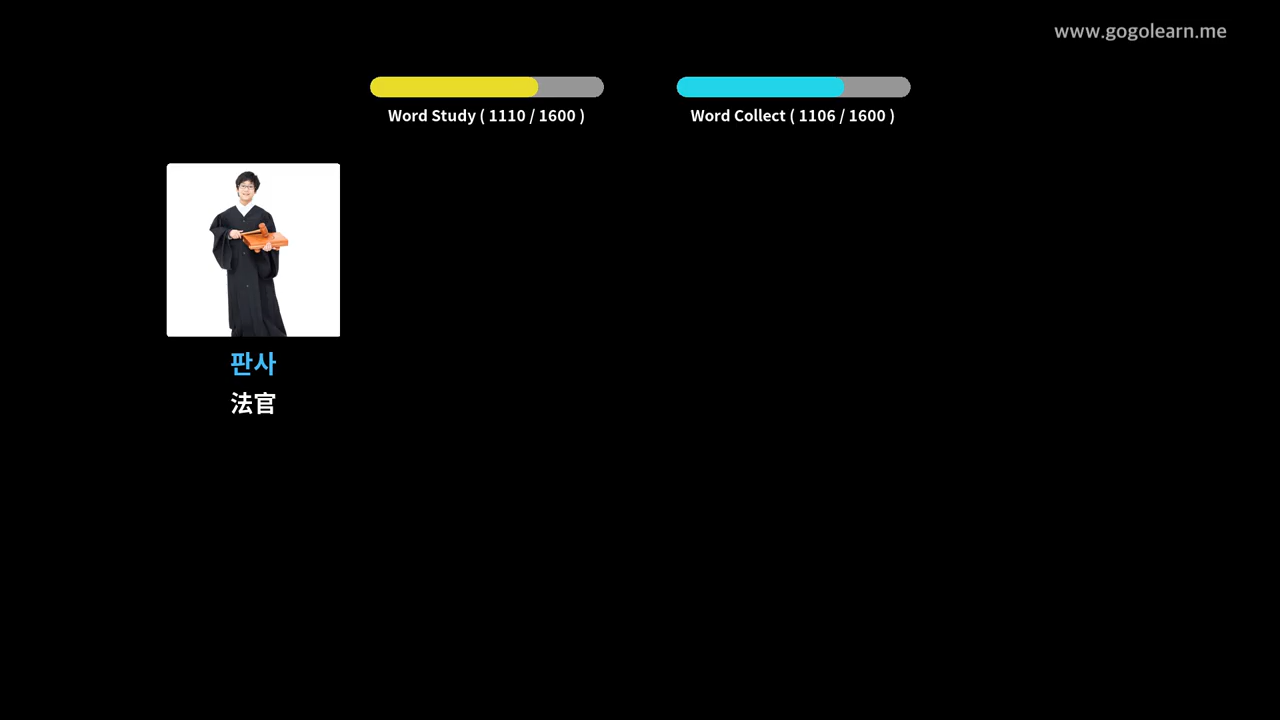 www.gogolearn.me
Word Study ( 1110 / 1600 )
Word Collect ( 1106 / 1600 )
판사
法官